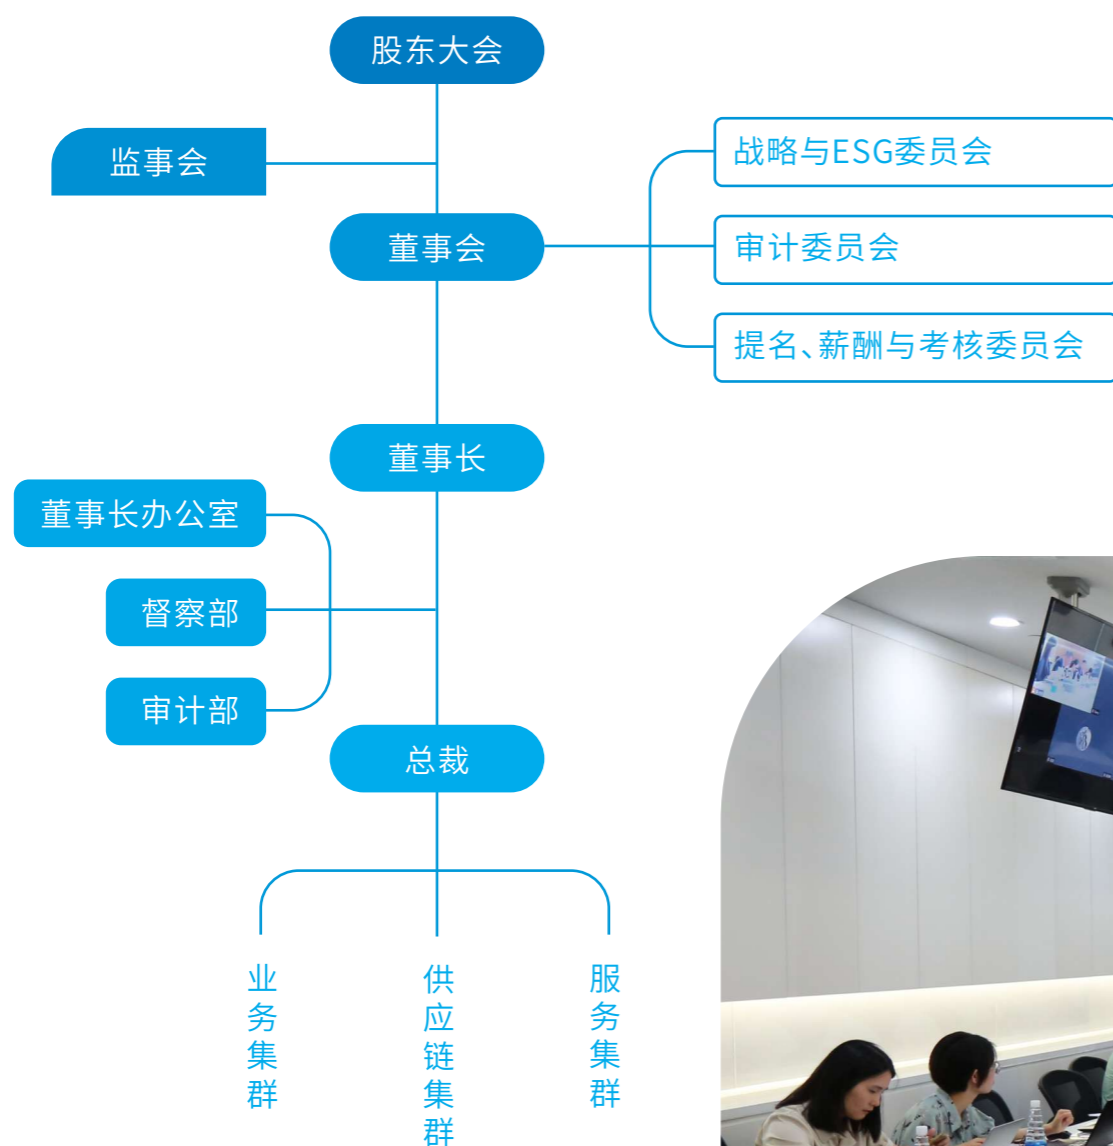 股东大会
监事会
战略与ESG委员会
董事会
审计委员会
提名、薪酬与考核委员会
董事长
董事长办公室
督察部
审计部
总裁
业务集群
供应链集群
服务集群